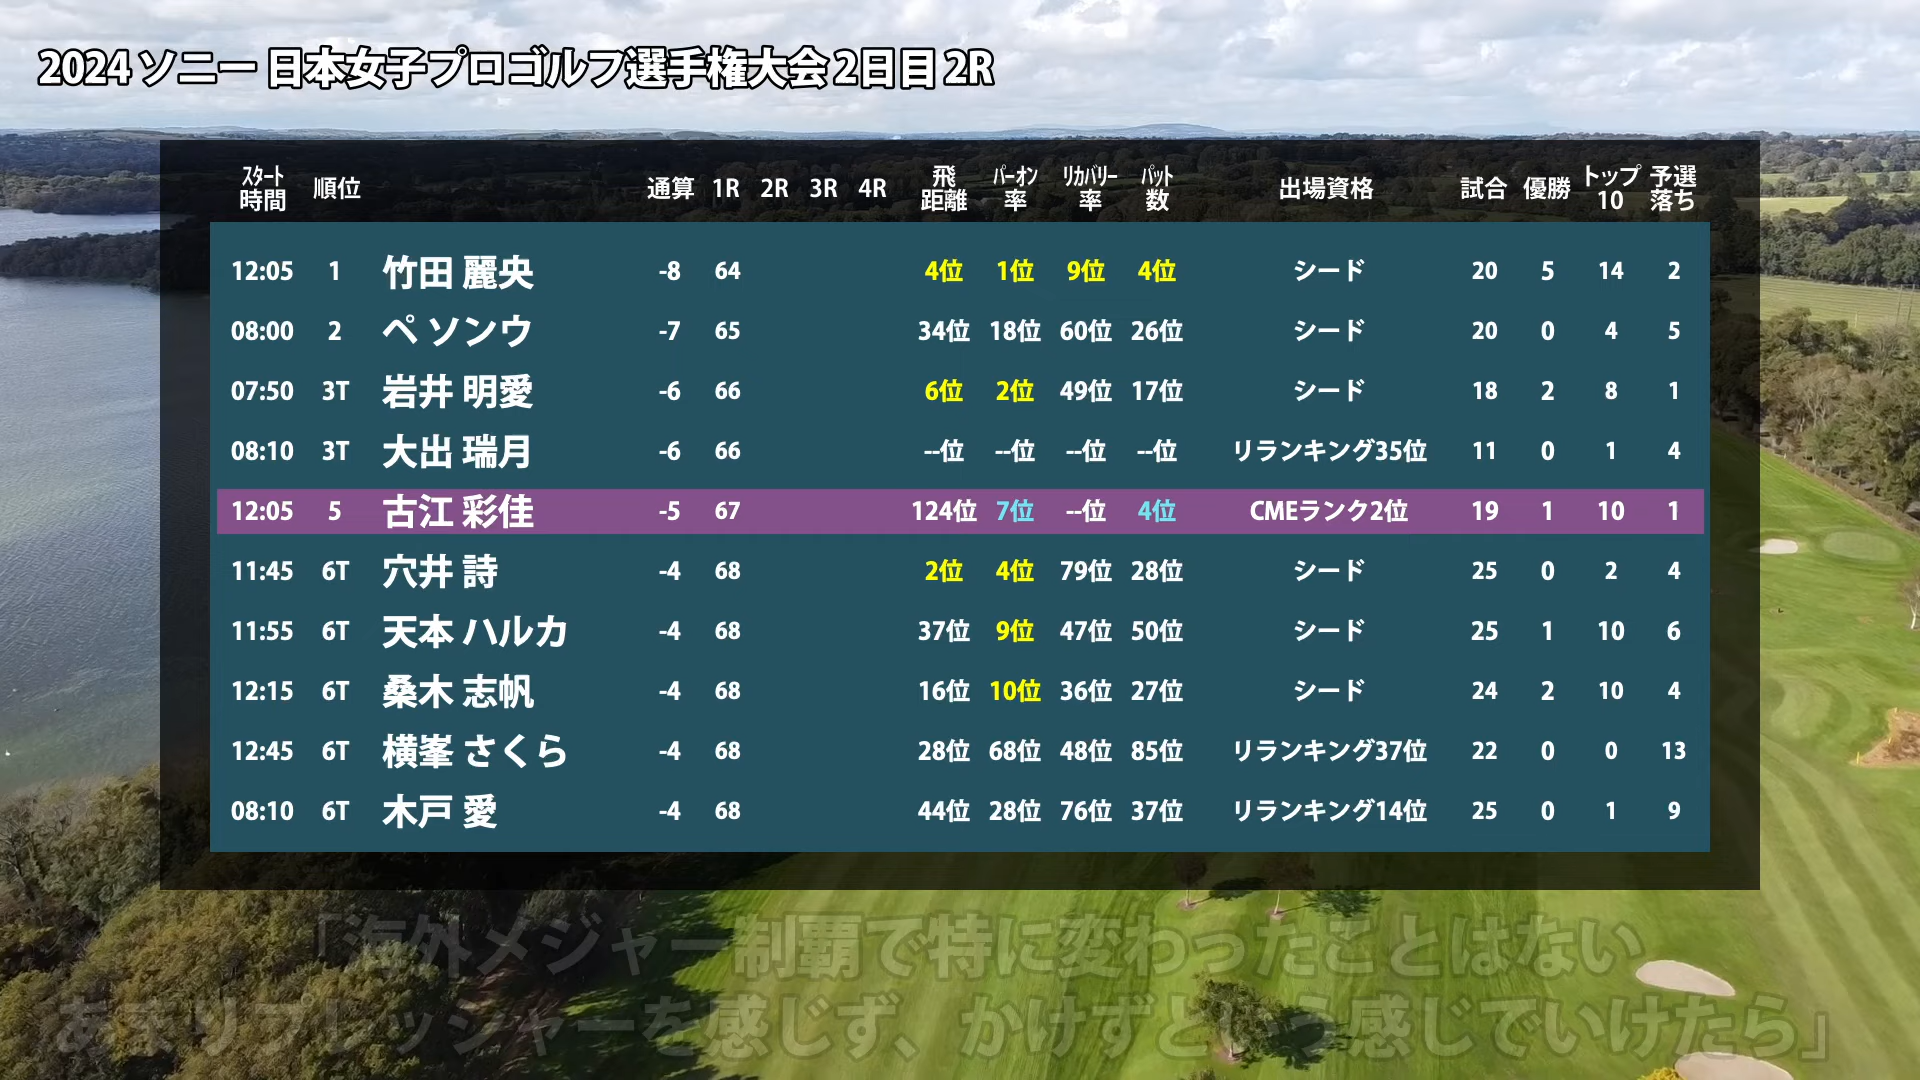 2024 ソニー 日本女子プロゴルフ選手権大会 2日目 2R
ｽﾀｰﾄ時間 順位 通算 1R 2R 3R 4R 飛距離 ﾊﾟｰｵﾝ率 ﾘｶﾊﾞﾘｰ率 ﾊﾟｯﾄ数 出場資格 試合 優勝 トップ10 予選落ち
12:05 1 竹田 麗央 -8 64 4位 1位 9位 4位 シード 20 5 14 2
08:00 2 ペ ソンウ -7 65 34位 18位 60位 26位 シード 20 0 4 5
07:50 3T 岩井 明愛 -6 66 6位 2位 49位 17位 シード 18 2 8 1
08:10 3T 大出 瑞月 -6 66 --位 --位 --位 --位 リランキング35位 11 0 1 4
12:05 5 古江 彩佳 -5 67 124位 7位 --位 4位 CMEランク2位 19 1 10 1
11:45 6T 穴井 詩 -4 68 2位 4位 79位 28位 シード 25 0 2 4
11:55 6T 天本 ハルカ -4 68 37位 9位 47位 50位 シード 25 1 10 6
12:15 6T 桑木 志帆 -4 68 16位 10位 36位 27位 シード 24 2 10 4
12:45 6T 横峯 さくら -4 68 28位 68位 48位 85位 リランキング37位 22 0 0 13
08:10 6T 木戸 愛 -4 68 44位 28位 76位 37位 リランキング14位 25 0 1 9
「海外メジャー制覇で特に変わったことはない
あまりプレッシャーを感じず、かけずという感じでいけたら」